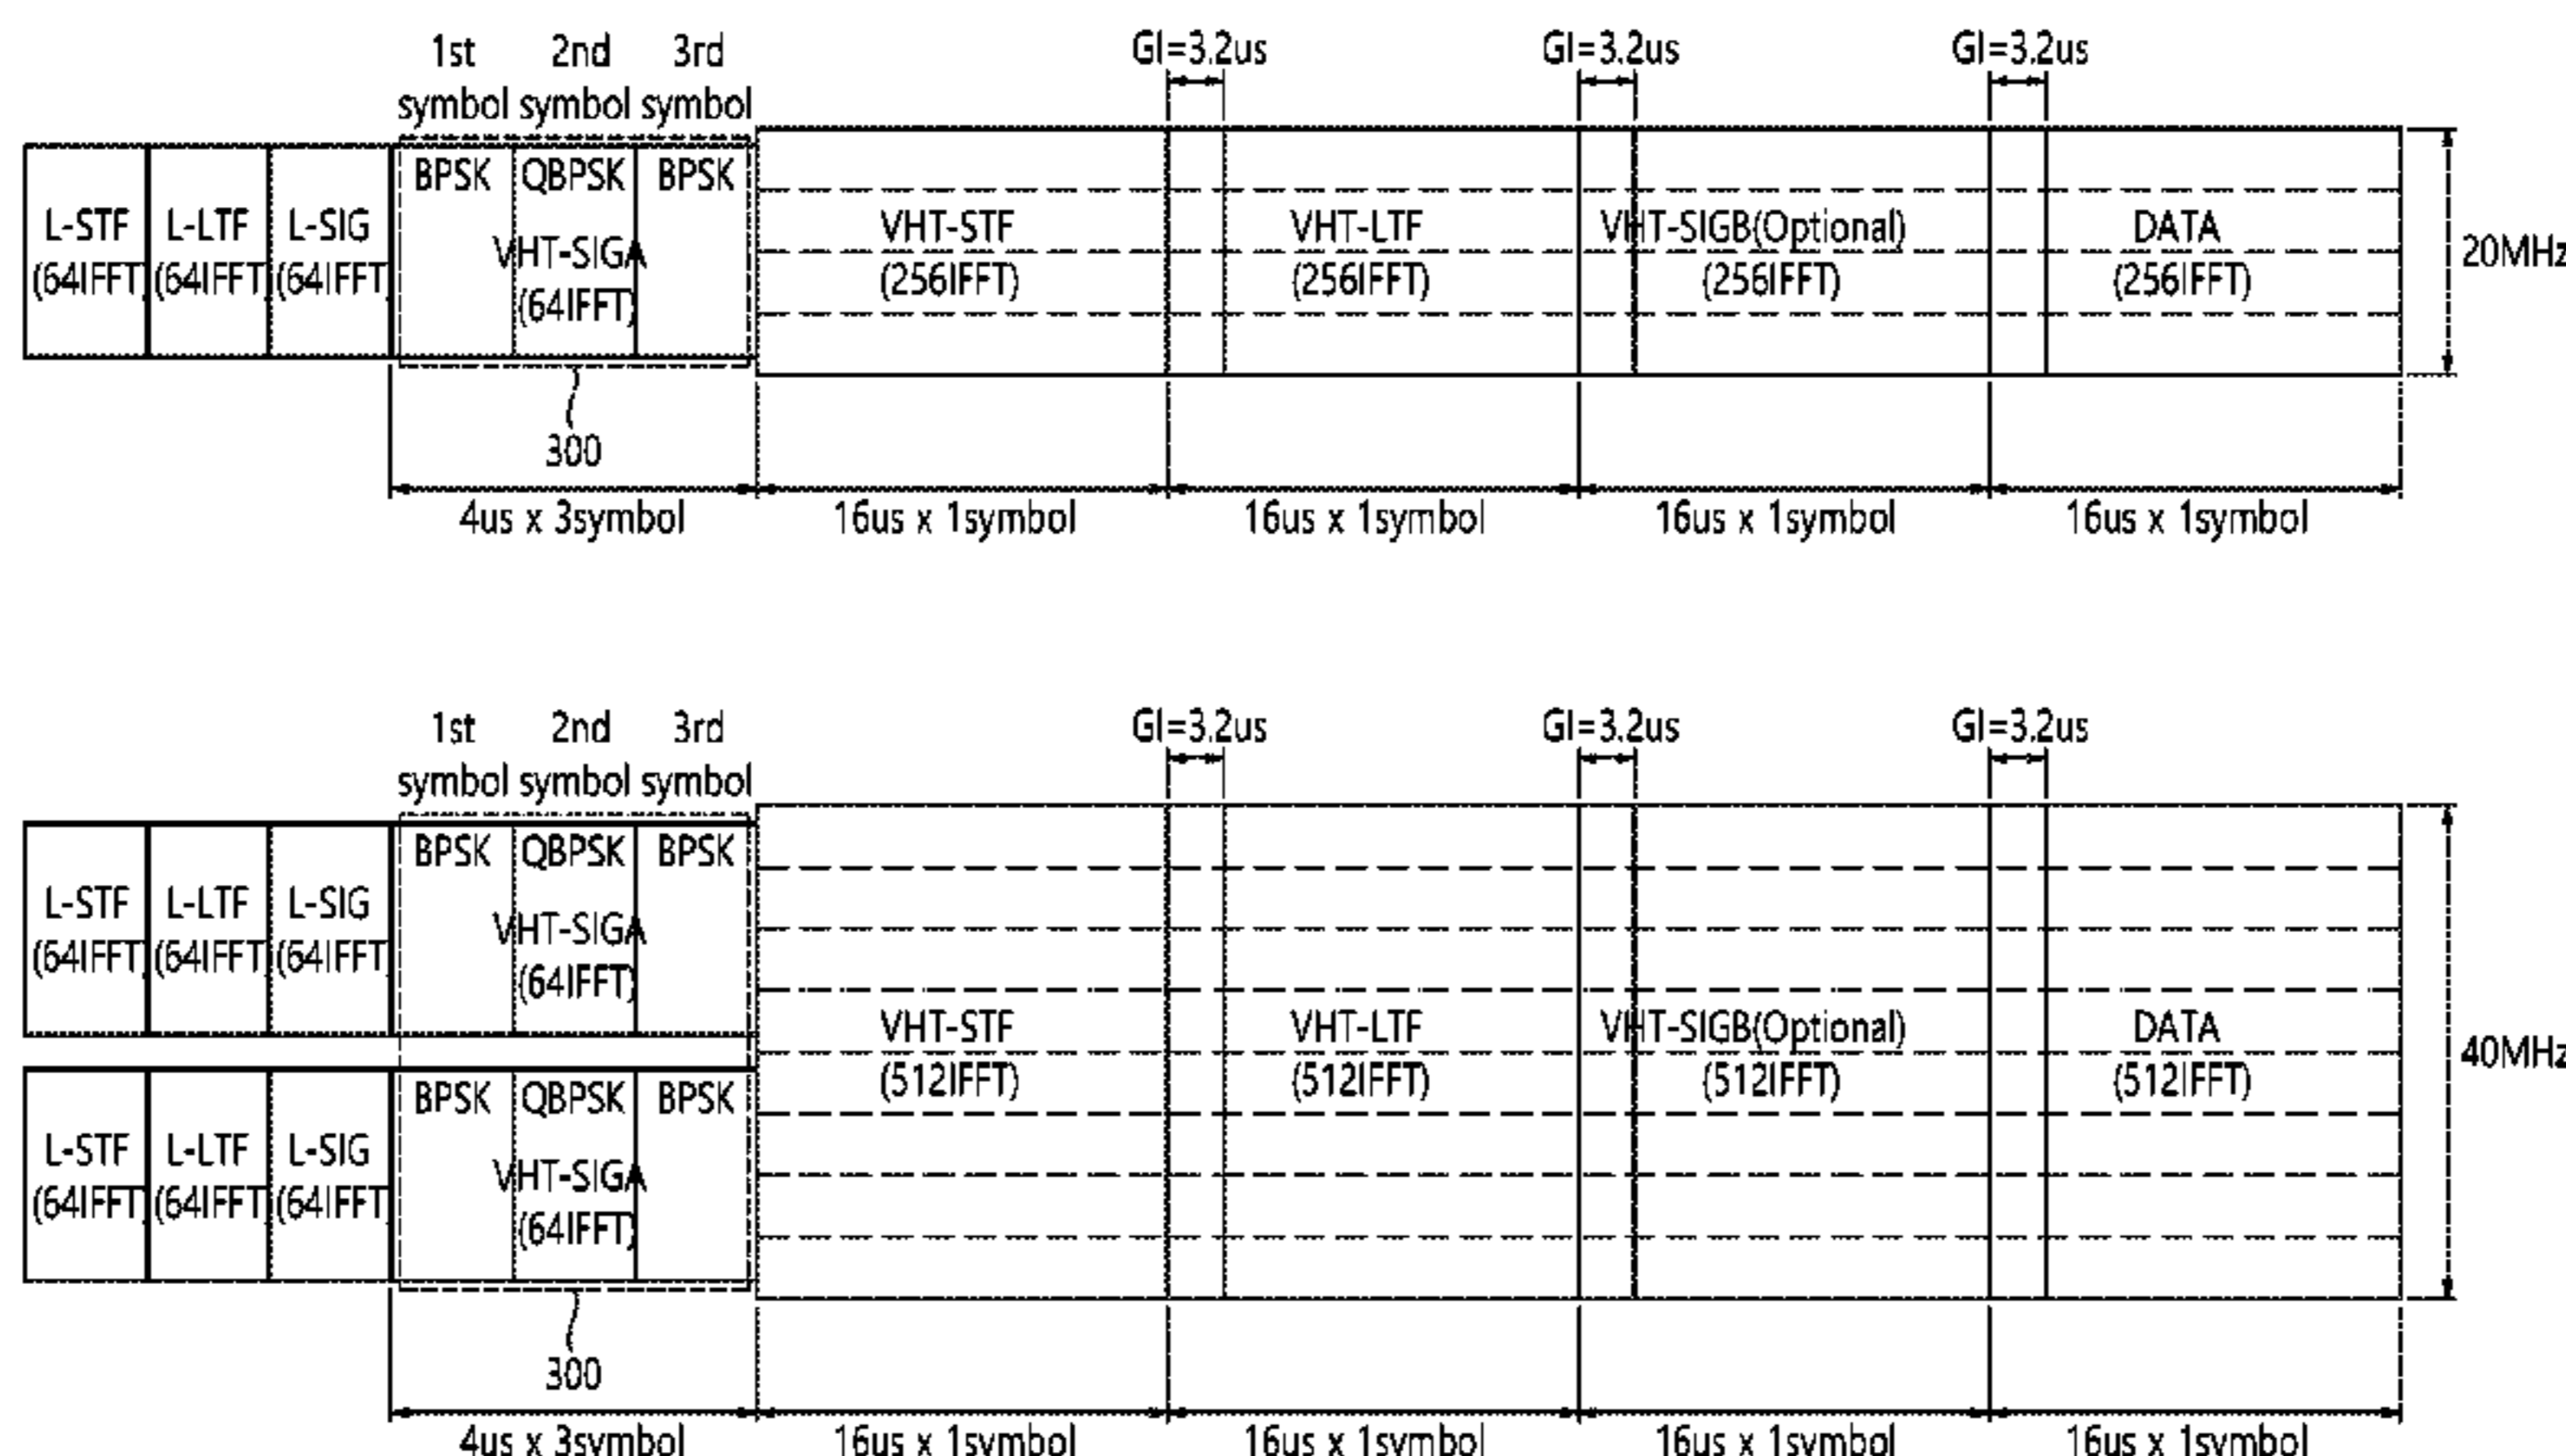 1st 2nd 3rd GI=3.2us GI=3.2us GI=3.2us
symbol symbol symbol
BPSK QBPSK BPSK
L-STF L-LTF L-SIG VHT-STF VHT-LTF VHT-SIGB(Optional) DATA
VHT-SIGA 20MHz
(64IFFT) (64IFFT) (64IFFT (256IFFT) (256IFFT) (256IFFT) (256IFFT)
(64IFFT)
300
4us x 3symbol 16us x 1symbol 16us x 1symbol 16us x 1symbol 16us x 1symbol
1st 2nd 3rd GI=3.2us GI=3.2us GI=3.2us
symbol symbol symbol
BPSK QBPSK BPSK
L-STF L-LTF L-SIG
VHT-SIGA
(64IFFT) (64IFFT) (64IFFT
(64IFFT)
VHT-STF VHT-LTF VHT-SIGB(Optional) DATA
40MHz
(512IFFT) (512IFFT) (512IFFT) (512IFFT)
BPSK QBPSK BPSK
L-STF L-LTF L-SIG
VHT-SIGA
(64IFFT) (64IFFT) (64IFFT
(64IFFT)
300
4us x 3symbol 16us x 1symbol 16us x 1symbol 16us x 1symbol 16us x 1symbol